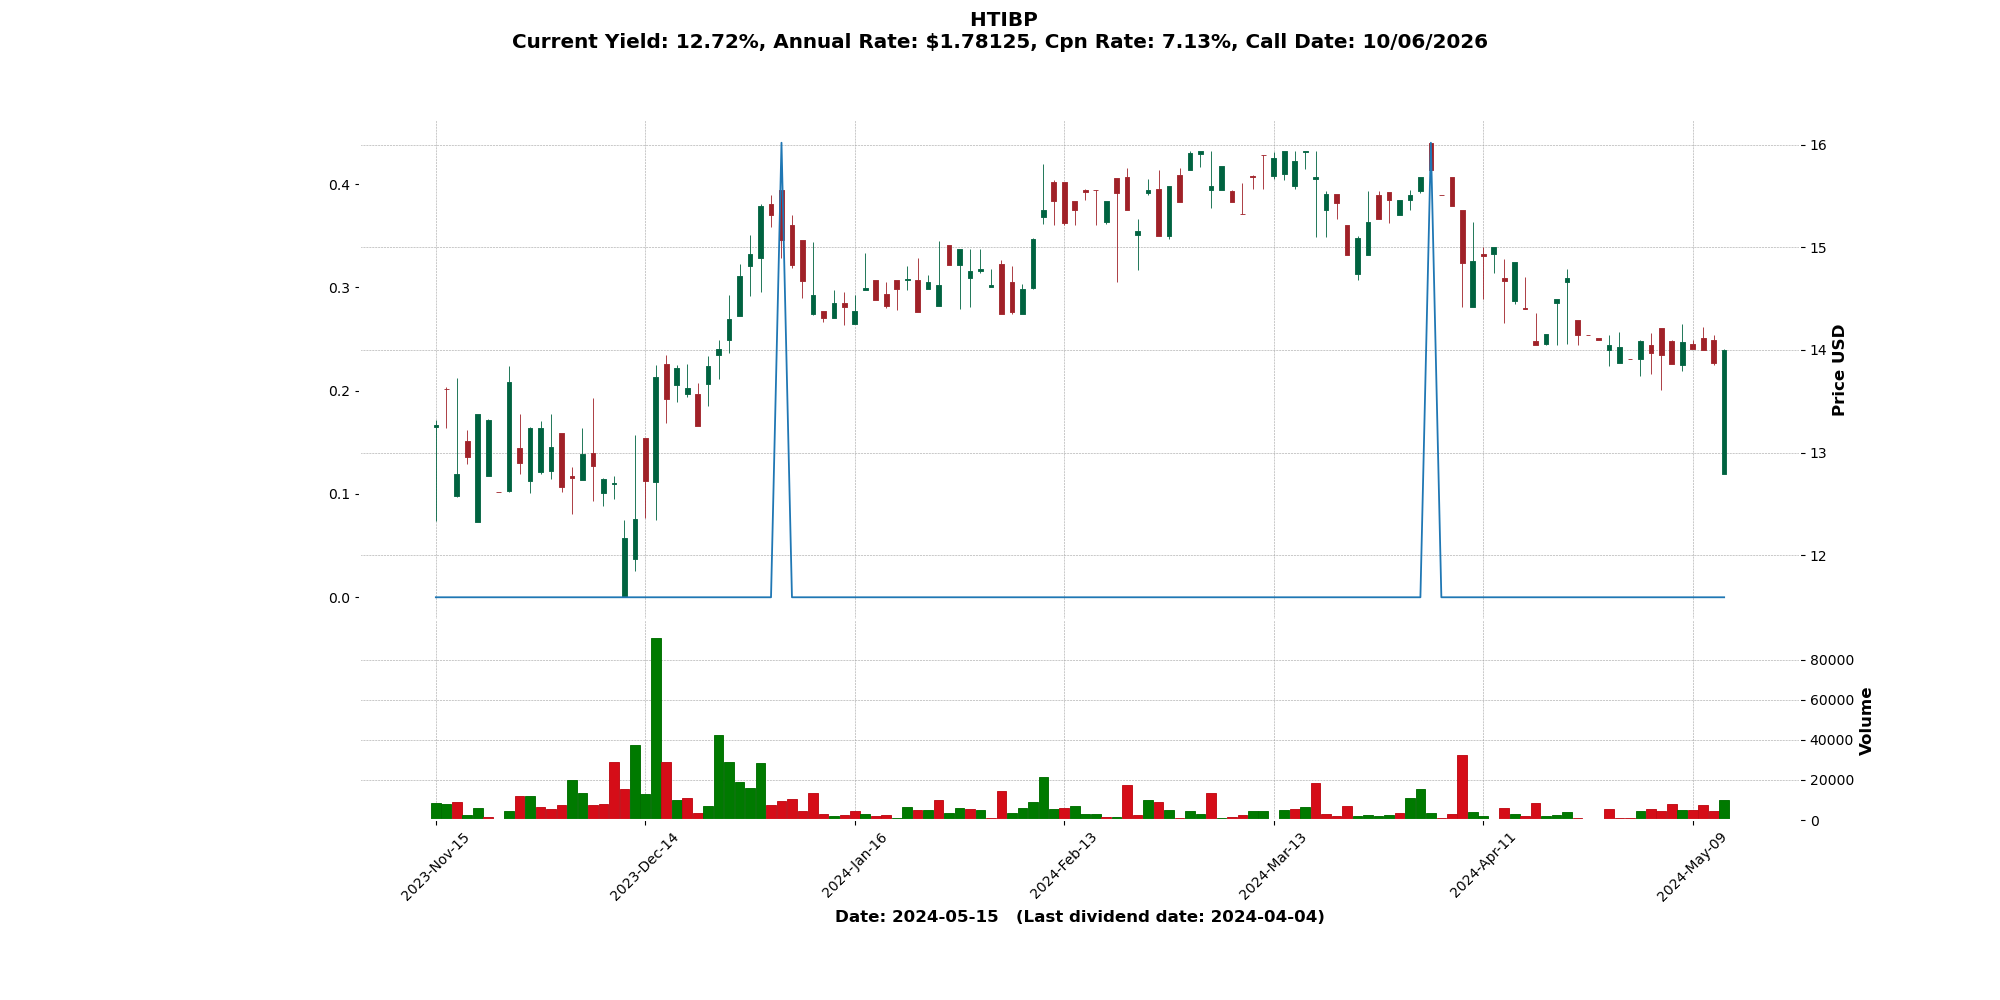 HTIBP
Current Yield: 12.72%, Annual Rate: $1.78125, Cpn Rate: 7.13%, Call Date: 10/06/2026
0.4
0.3
0.2
0.1
0.0
16
15
14
13
12
Price USD
80000
60000
40000
20000
0
Volume
2023-Nov-15
2023-Dec-14
2024-Jan-16
2024-Feb-13
2024-Mar-13
2024-Apr-11
2024-May-09
Date: 2024-05-15 (Last dividend date: 2024-04-04)